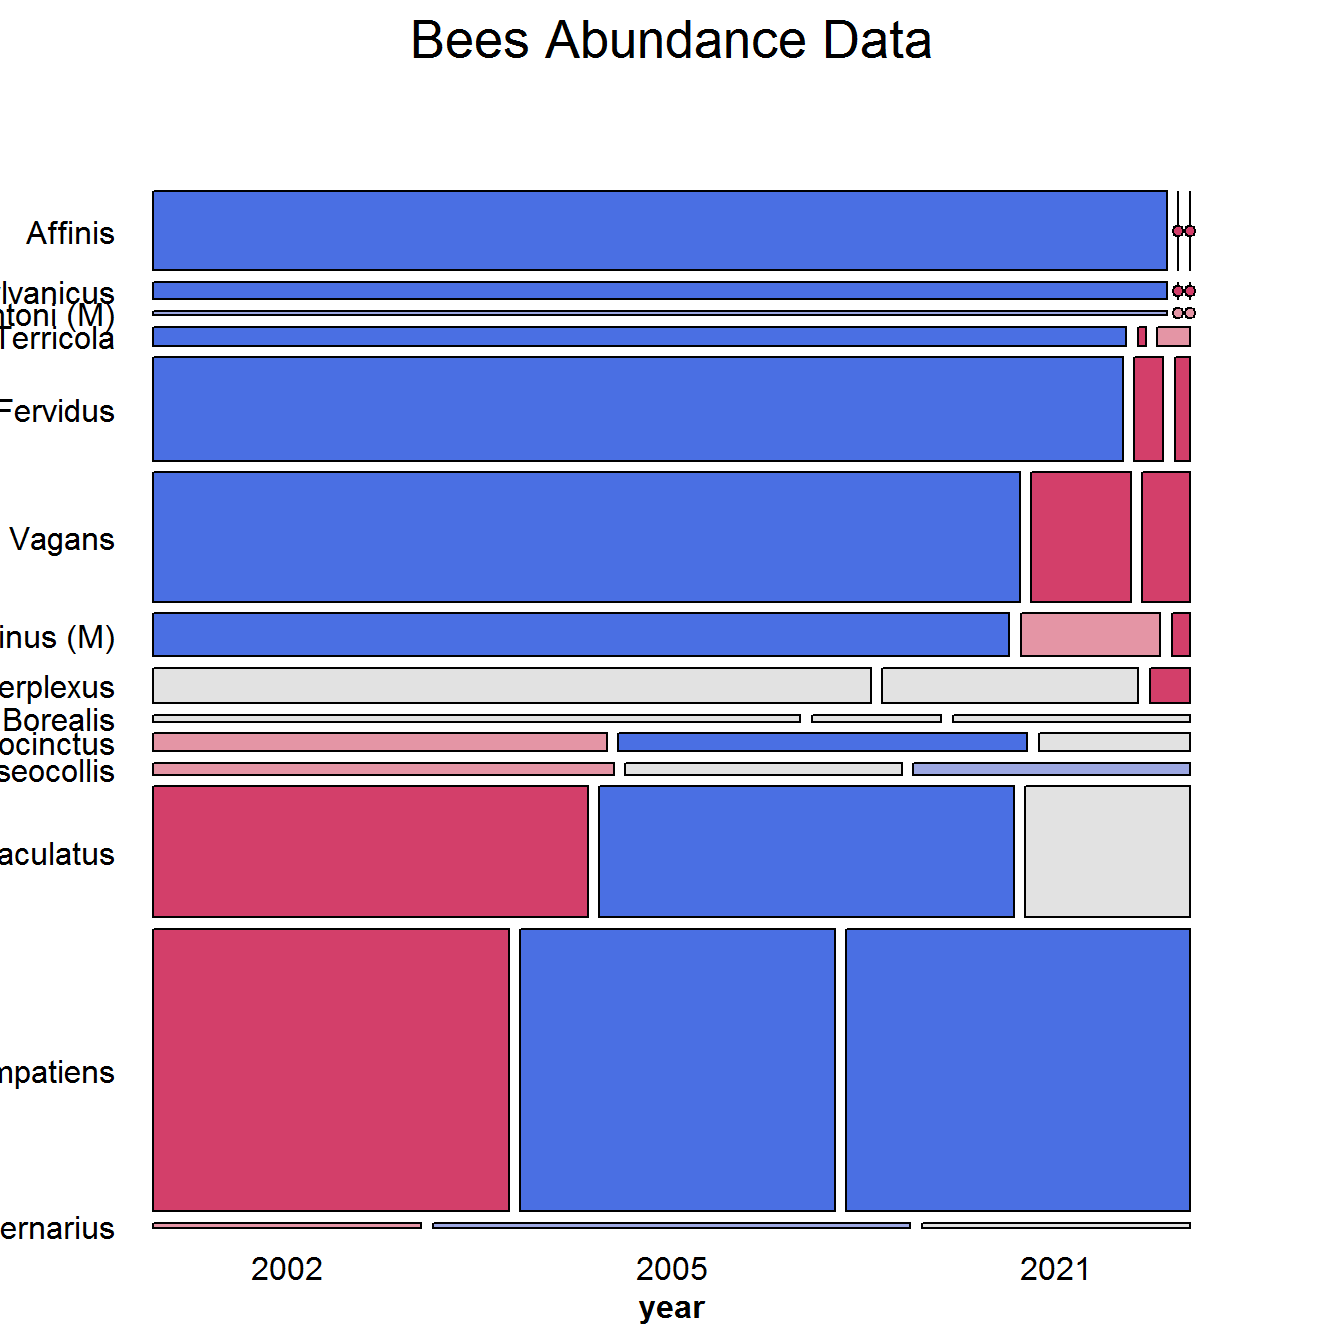 Bees Abundance Data
Affinis
lvanicus
ntoni (M)
Terricola
Fervidus
Vagans
inus (M)
erplexus
Borealis
ocinctus
seocollis
aculatus
mpatiens
ernarius
2002 2005 2021
year